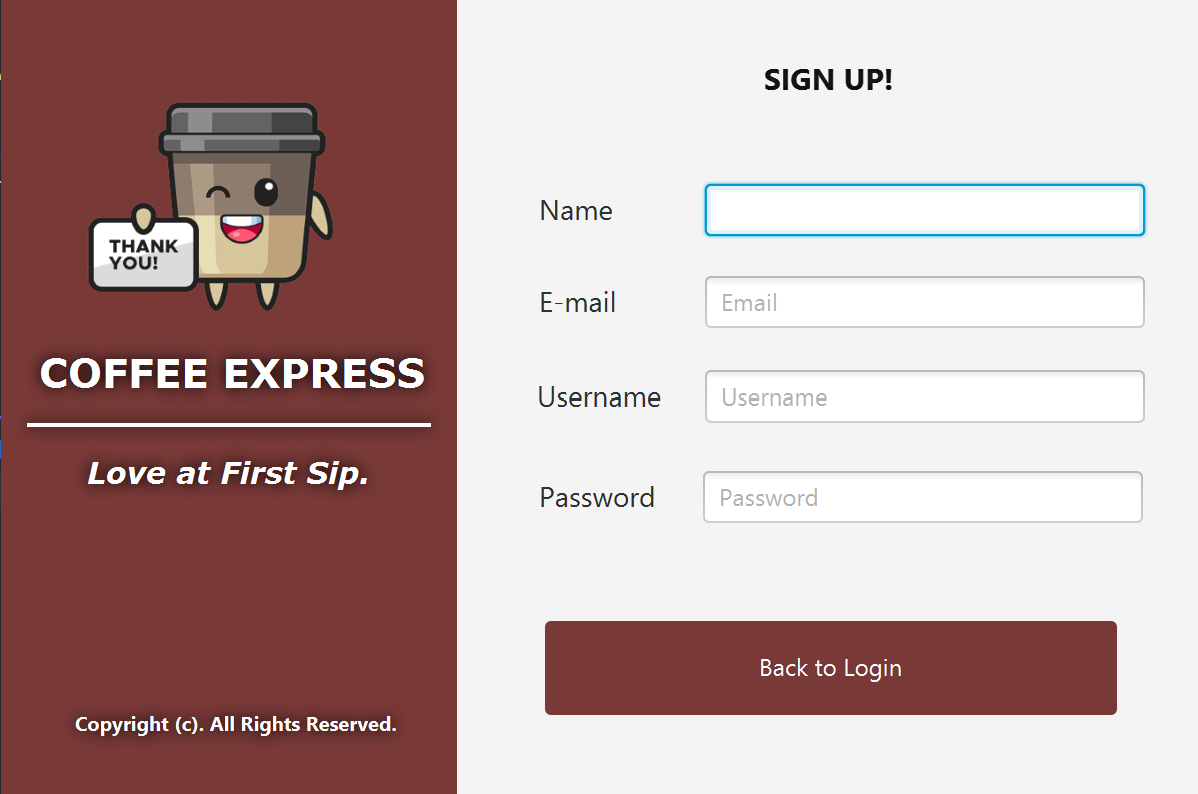 THANK
YOU!
COFFEE EXPRESS
Love at First Sip.
Copyright (c). All Rights Reserved.
SIGN UP!
Name
E-mail
Email
Username
Username
Password
Password
Back to Login